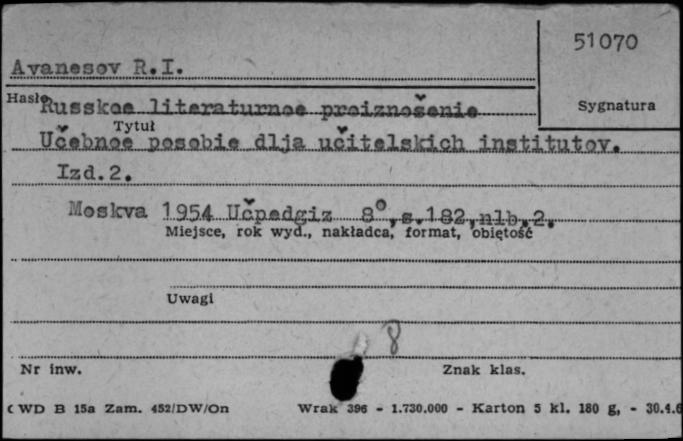 51070
Avanesov R.I.
Hasło
Sygnatura
Russkoe literaturnoe proiznošenie
Tytuł
Učebnoe posobie dlja učitelskich institutov.
Izd.2.
Moskva 1954 Učpedgiz 8°,s.182,nlb.2.
Miejsce, rok wyd., nakładca, format, objętość
Uwagi
8
Nr inw.
Znak klas.
CWD B 15a Zam. 452/DW/On Wrak 396 - 1.730.000 - Karton 5 kl. 180 g, - 30.4.6